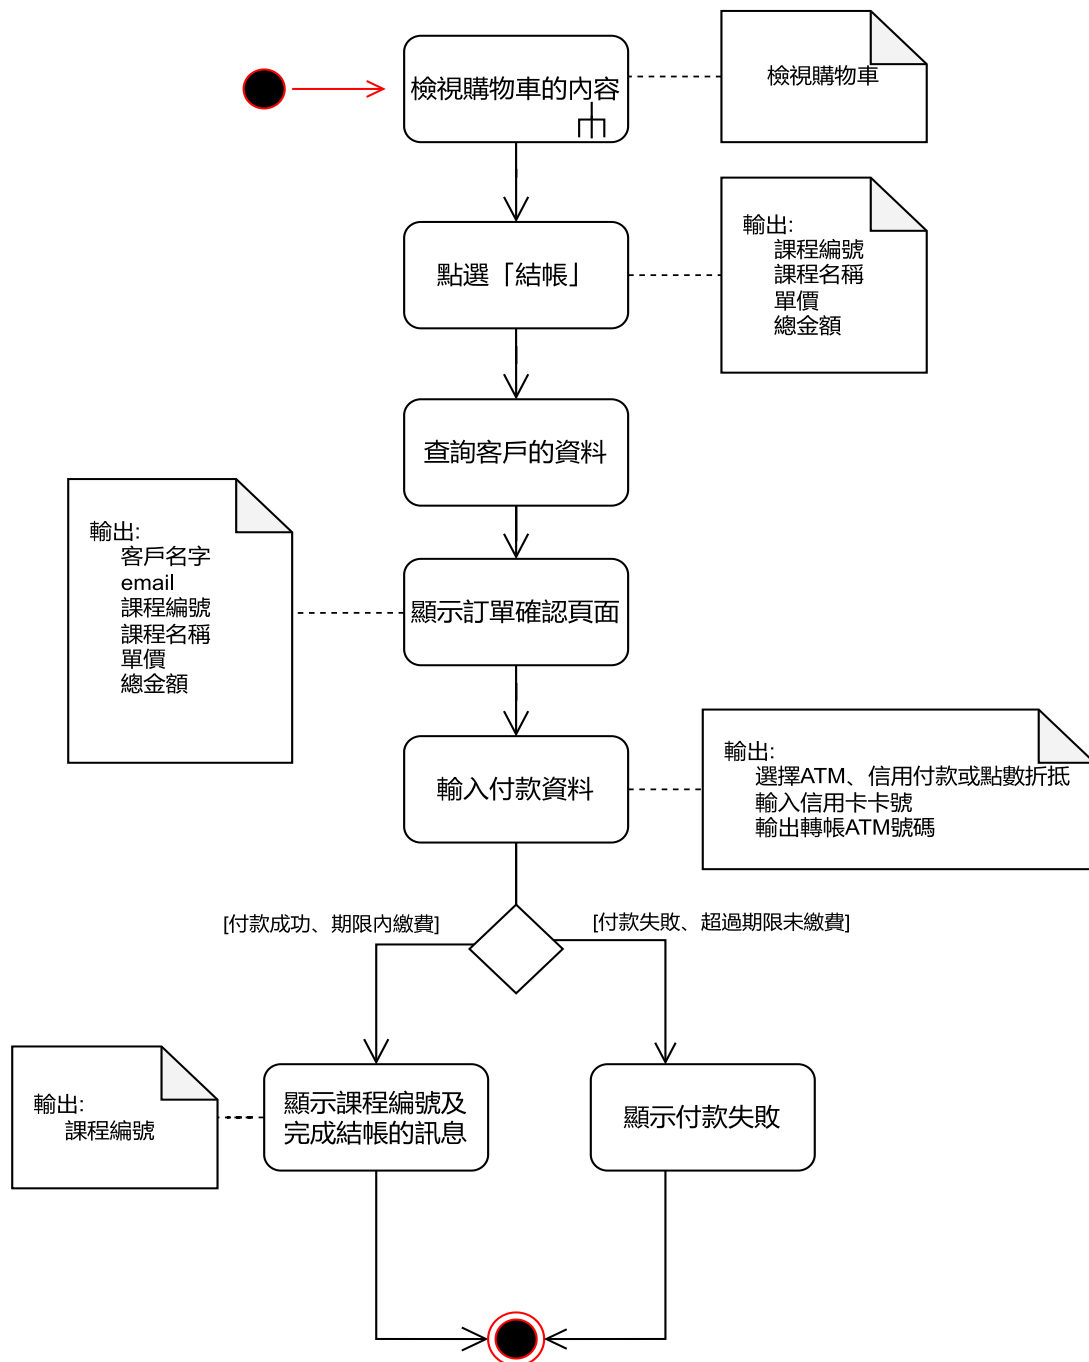 檢視購物車的內容
檢視購物車
點選「結帳」
輸出:
課程編號
課程名稱
單價
總金額
查詢客戶的資料
輸出:
客戶名字
email
課程編號
課程名稱
單價
總金額
顯示訂單確認頁面
輸入付款資料
輸出:
選擇ATM、信用付款或點數折抵
輸入信用卡卡號
輸出轉帳ATM號碼
[付款成功、期限內繳費]
[付款失敗、超過期限未繳費]
輸出:
課程編號
顯示課程編號及
完成結帳的訊息
顯示付款失敗